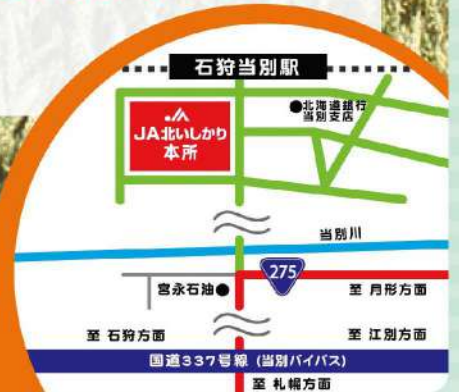 石狩当別駅
●北海道銀行
当別支店
JA北いしかり
本所
当別川
275
宮永石油●
至 月形方面
至 石狩方面
至 江別方面
国道337号線 (当別バイパス)
至 札幌方面